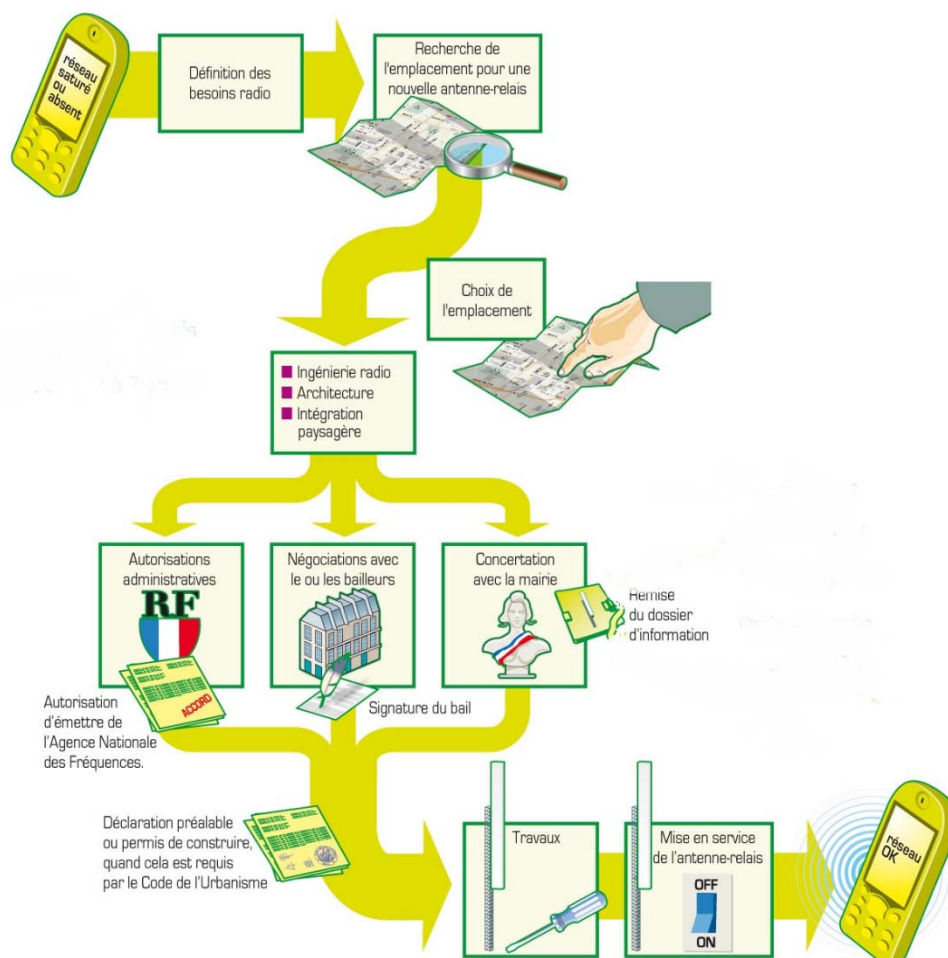 réseau
saturé
ou
absent
Définition des
besoins radio
Recherche de
l'emplacement pour une
nouvelle antenne-relais
Choix de
l'emplacement
Ingénierie radio
Architecture
Intégration
paysagère
Autorisations
administratives
RF
ACCORD
Autorisation
d'émettre de
l'Agence Nationale
des Fréquences.
Négociations avec
le ou les bailleurs
Signature du bail
Concertation
avec la mairie
Remise
du dossier
d'information
Déclaration préalable
ou permis de construire,
quand cela est requis
par le Code de l'Urbanisme
Travaux
Mise en service
de l'antenne-relais
OFF
ON
réseau
OK